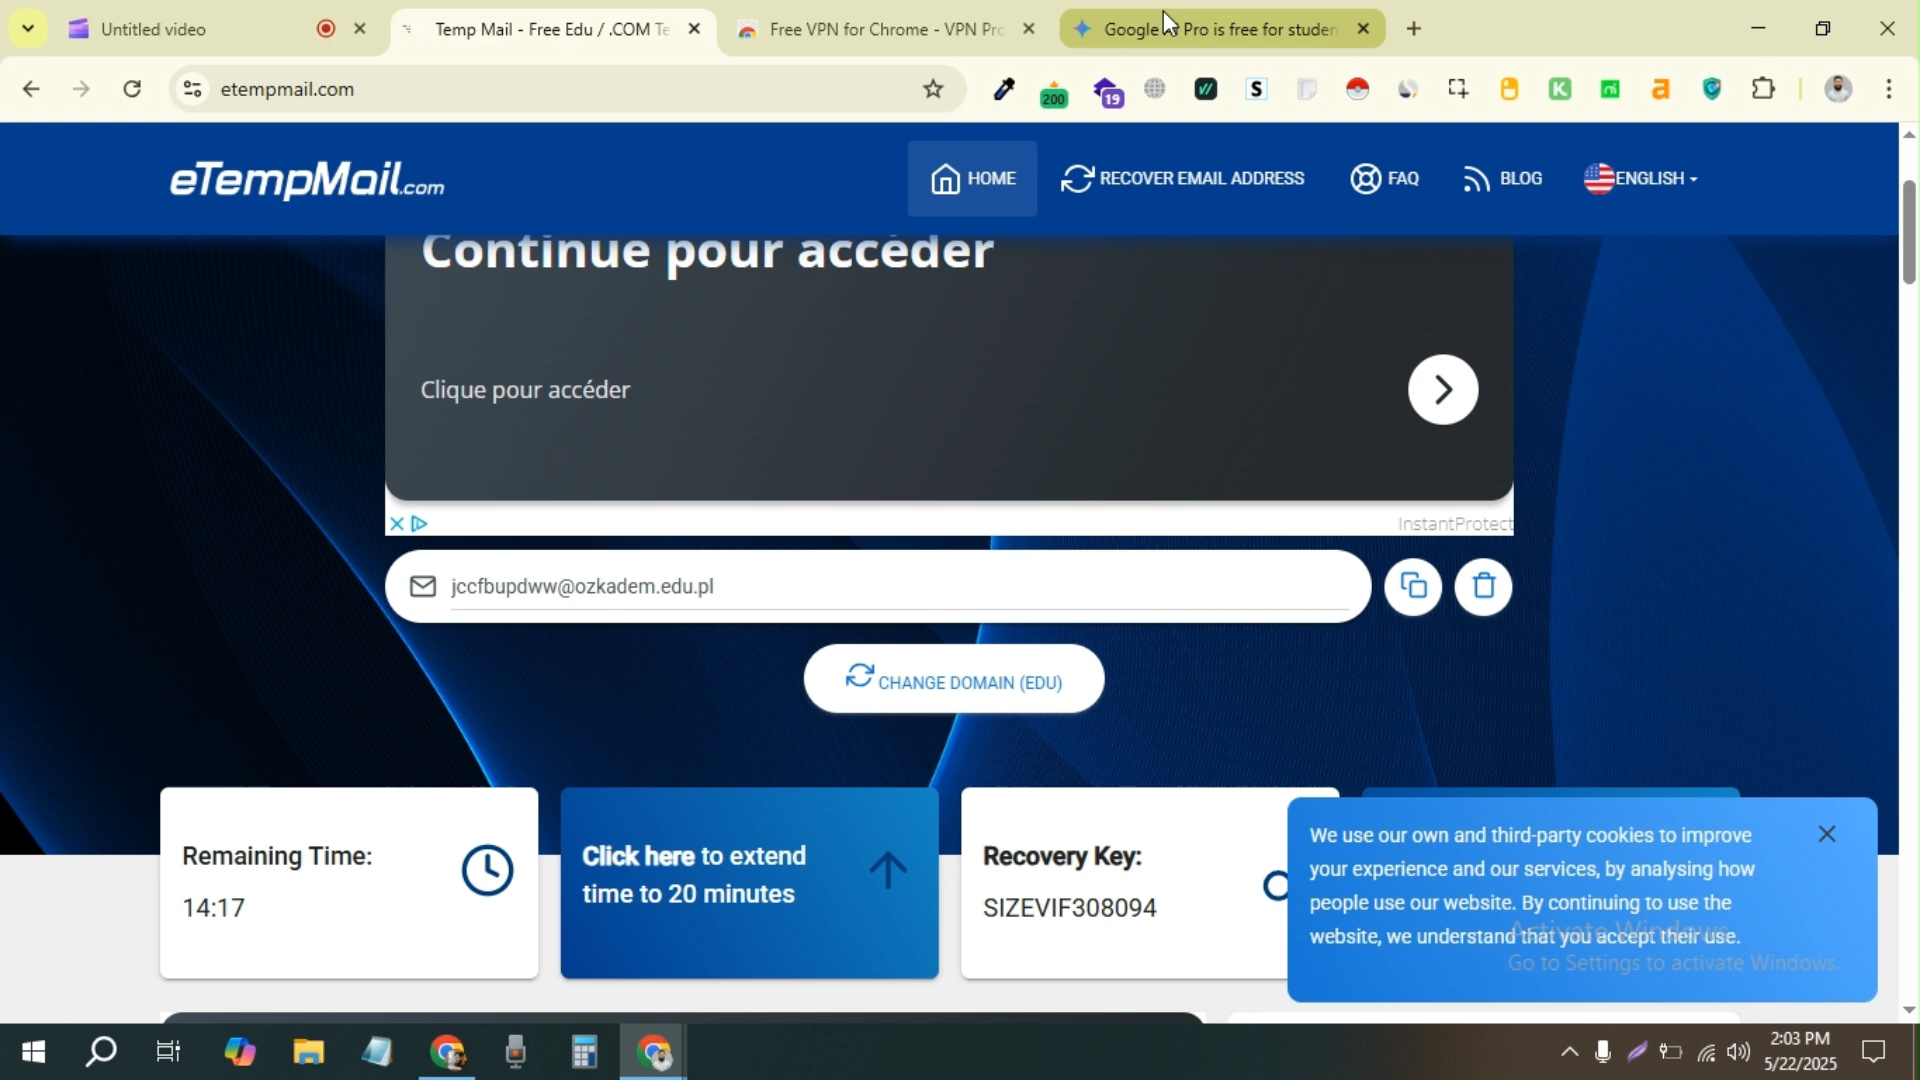 Untitled video
Temp Mail - Free Edu / .COM Te
Free VPN for Chrome - VPN Pro
Google Pro is free for studen
etempmail.com
200
19
S
K
a
eTempMail.com
HOME
RECOVER EMAIL ADDRESS
FAQ
BLOG
ENGLISH
Continue pour accéder
Clique pour accéder
InstantProtect
jccfbupdww@ozkadem.edu.pl
CHANGE DOMAIN (EDU)
Remaining Time:
14:17
Click here to extend
time to 20 minutes
Recovery Key:
SIZEVIF308094
We use our own and third-party cookies to improve
your experience and our services, by analysing how
people use our website. By continuing to use the
website, we understand that you accept their use.
Activate Windows
Go to Settings to activate Windows.
2:03 PM
5/22/2025